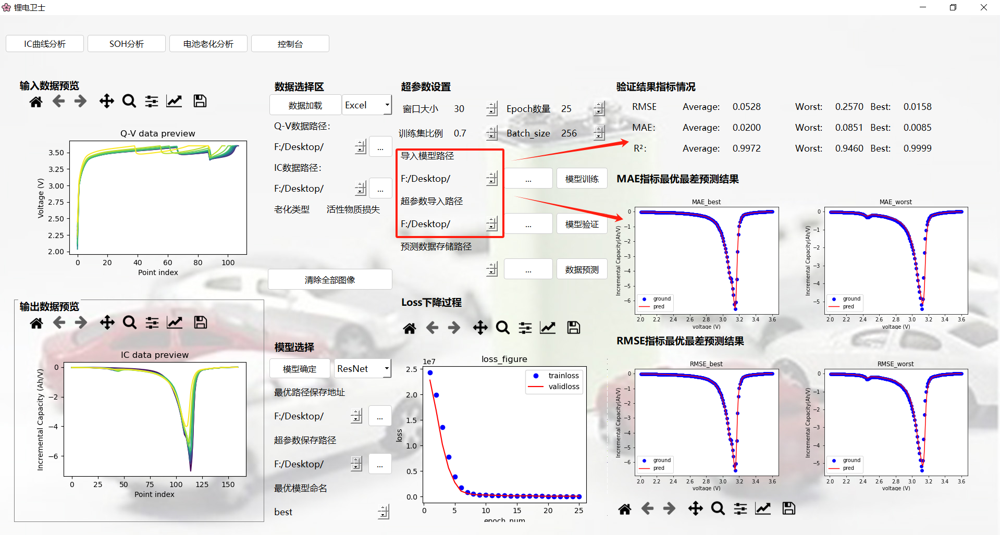 锂电卫士
IC曲线分析
SOH分析
电池老化分析
控制台
输入数据预览
Q-V data preview
Voltage (V)
3.50
3.25
3.00
2.75
2.50
2.25
2.00
0 20 40 60 80 100
Point index
输出数据预览
IC data preview
Incremental Capacity (Ah/V)
0
−2
−4
−6
0 25 50 75 100 125 150
Point index
数据选择区
数据加载 Excel
Q-V数据路径：
F:/Desktop/ ...
IC数据路径：
F:/Desktop/ ...
老化类型 活性物质损失
清除全部图像
模型选择
模型确定 ResNet
最优路径保存地址
F:/Desktop/ ...
超参数保存路径
F:/Desktop/ ...
最优模型命名
best
超参数设置
窗口大小 30 Epoch数量 25
训练集比例 0.7 Batch_size 256
导入模型路径
F:/Desktop/ ... 模型训练
超参数导入路径
F:/Desktop/ ... 模型验证
预测数据存储路径
... 数据预测
Loss下降过程
loss_figure
1e7
loss
2.5
2.0
1.5
1.0
0.5
0.0
trainloss
validloss
0 5 10 15 20 25
epoch_num
验证结果指标情况
RMSE Average: 0.0528 Worst: 0.2570 Best: 0.0158
MAE： Average: 0.0200 Worst: 0.0851 Best: 0.0085
R²： Average: 0.9972 Worst: 0.9460 Best: 0.9999
MAE指标最优最差预测结果
MAE_best
Incremental Capacity(Ah/V)
0
−1
−2
−3
−4
−5
−6
ground
pred
2.0 2.2 2.4 2.6 2.8 3.0 3.2 3.4 3.6
voltage (V)
MAE_worst
Incremental Capacity(Ah/V)
0
−1
−2
−3
−4
−5
ground
pred
2.0 2.2 2.4 2.6 2.8 3.0 3.2 3.4 3.6
voltage (V)
RMSE指标最优最差预测结果
RMSE_best
Incremental Capacity(Ah/V)
0
−1
−2
−3
−4
−5
−6
ground
pred
2.0 2.2 2.4 2.6 2.8 3.0 3.2 3.4 3.6
voltage (V)
RMSE_worst
Incremental Capacity(Ah/V)
0
−1
−2
−3
−4
−5
ground
pred
2.0 2.2 2.4 2.6 2.8 3.0 3.2 3.4 3.6
voltage (V)